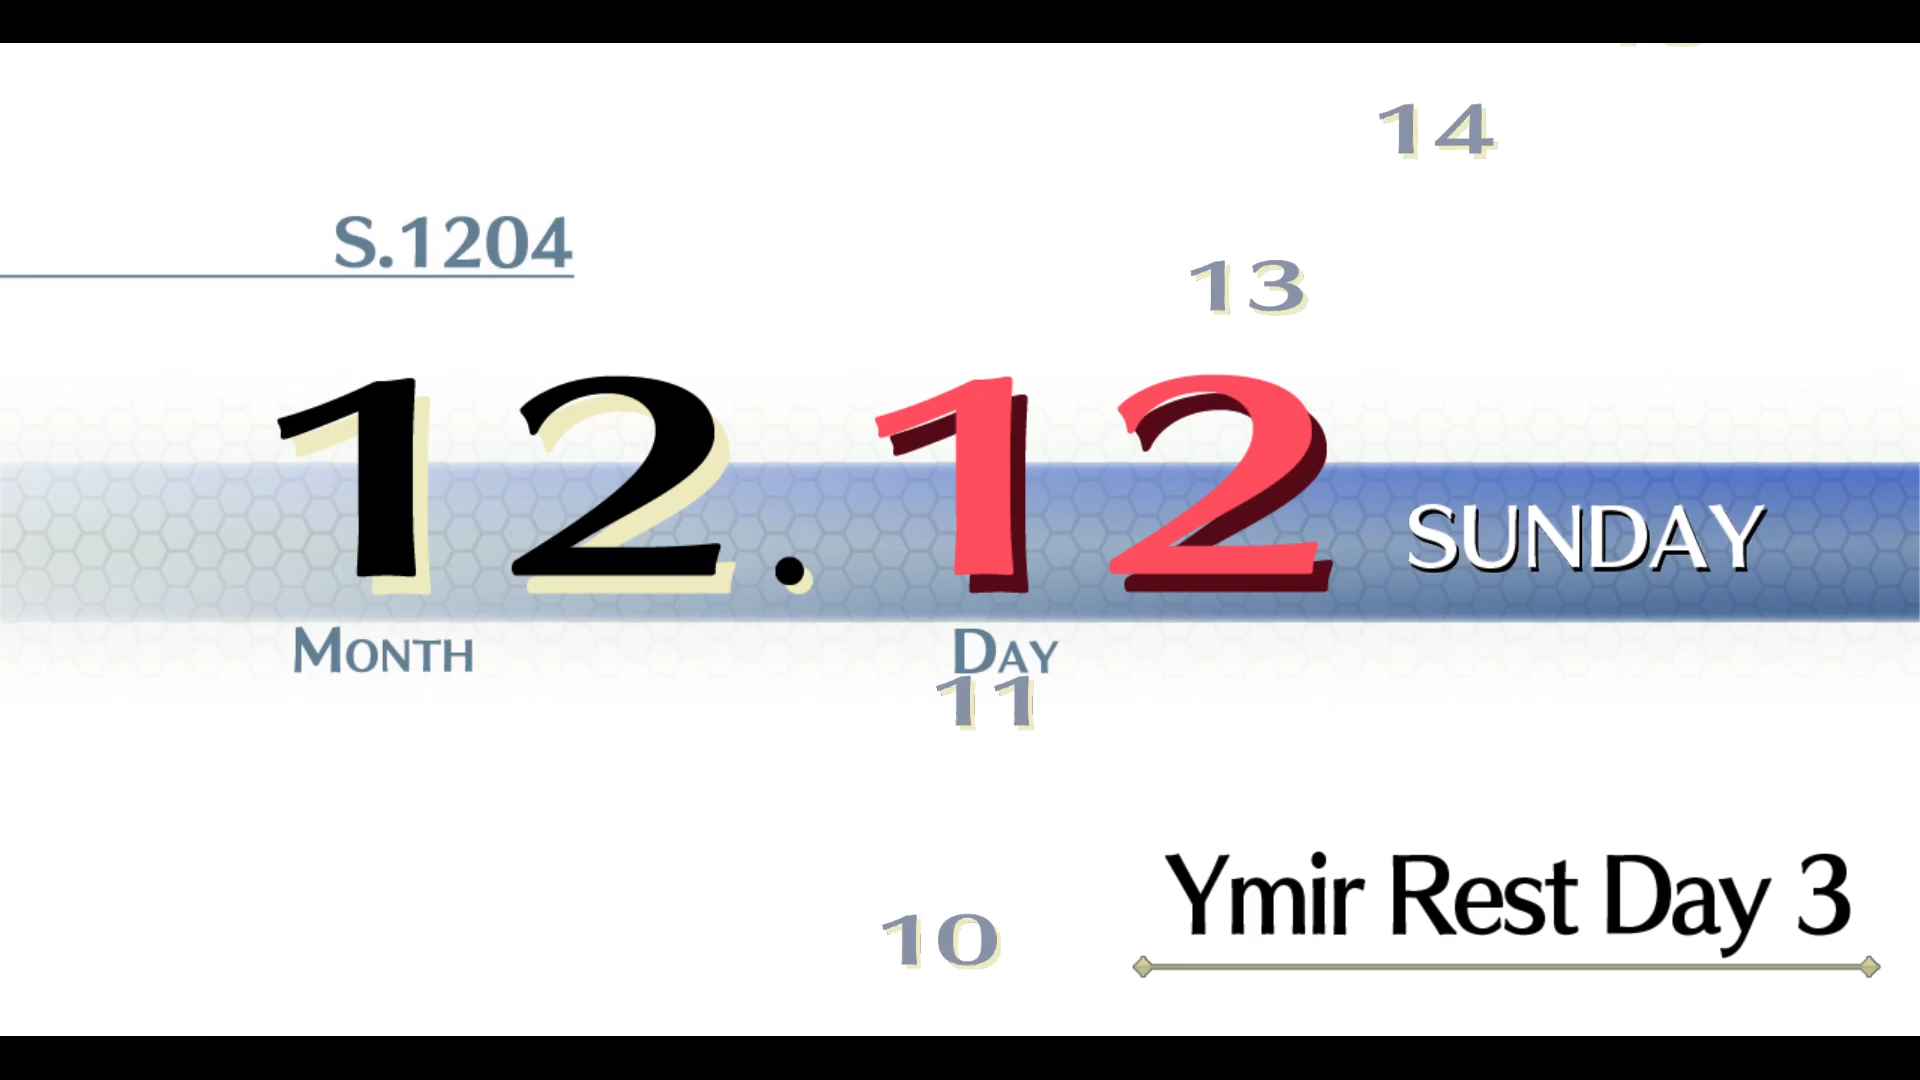 14
S.1204
13
12.12 SUNDAY
MONTH DAY
11
Ymir Rest Day 3
10